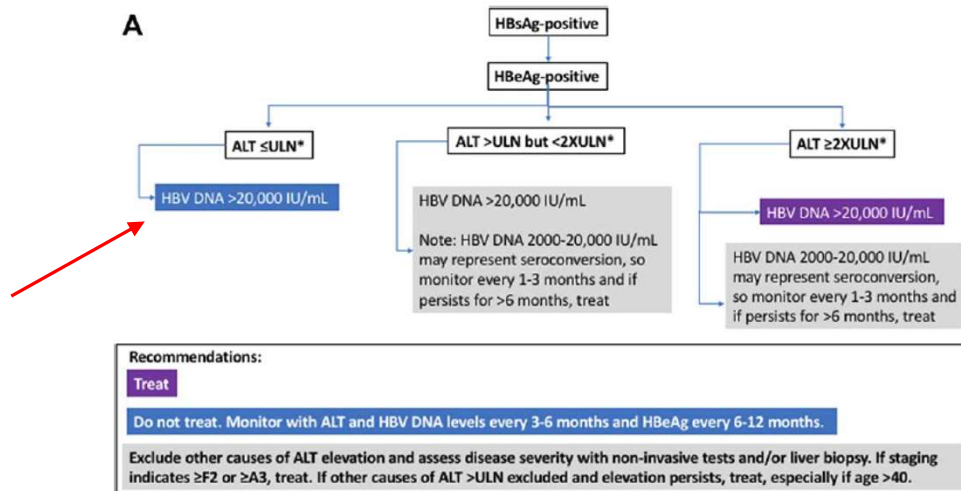 A
HBsAg-positive
HBeAg-positive
ALT ≤ULN*
ALT >ULN but <2XULN*
ALT ≥2XULN*
HBV DNA >20,000 IU/mL
HBV DNA >20,000 IU/mL
Note: HBV DNA 2000-20,000 IU/mL
may represent seroconversion, so
monitor every 1-3 months and if
persists for >6 months, treat
HBV DNA >20,000 IU/mL
HBV DNA 2000-20,000 IU/mL
may represent seroconversion,
so monitor every 1-3 months and
if persists for >6 months, treat
Recommendations:
Treat
Do not treat. Monitor with ALT and HBV DNA levels every 3-6 months and HBeAg every 6-12 months.
Exclude other causes of ALT elevation and assess disease severity with non-invasive tests and/or liver biopsy. If staging
indicates ≥F2 or ≥A3, treat. If other causes of ALT >ULN excluded and elevation persists, treat, especially if age >40.